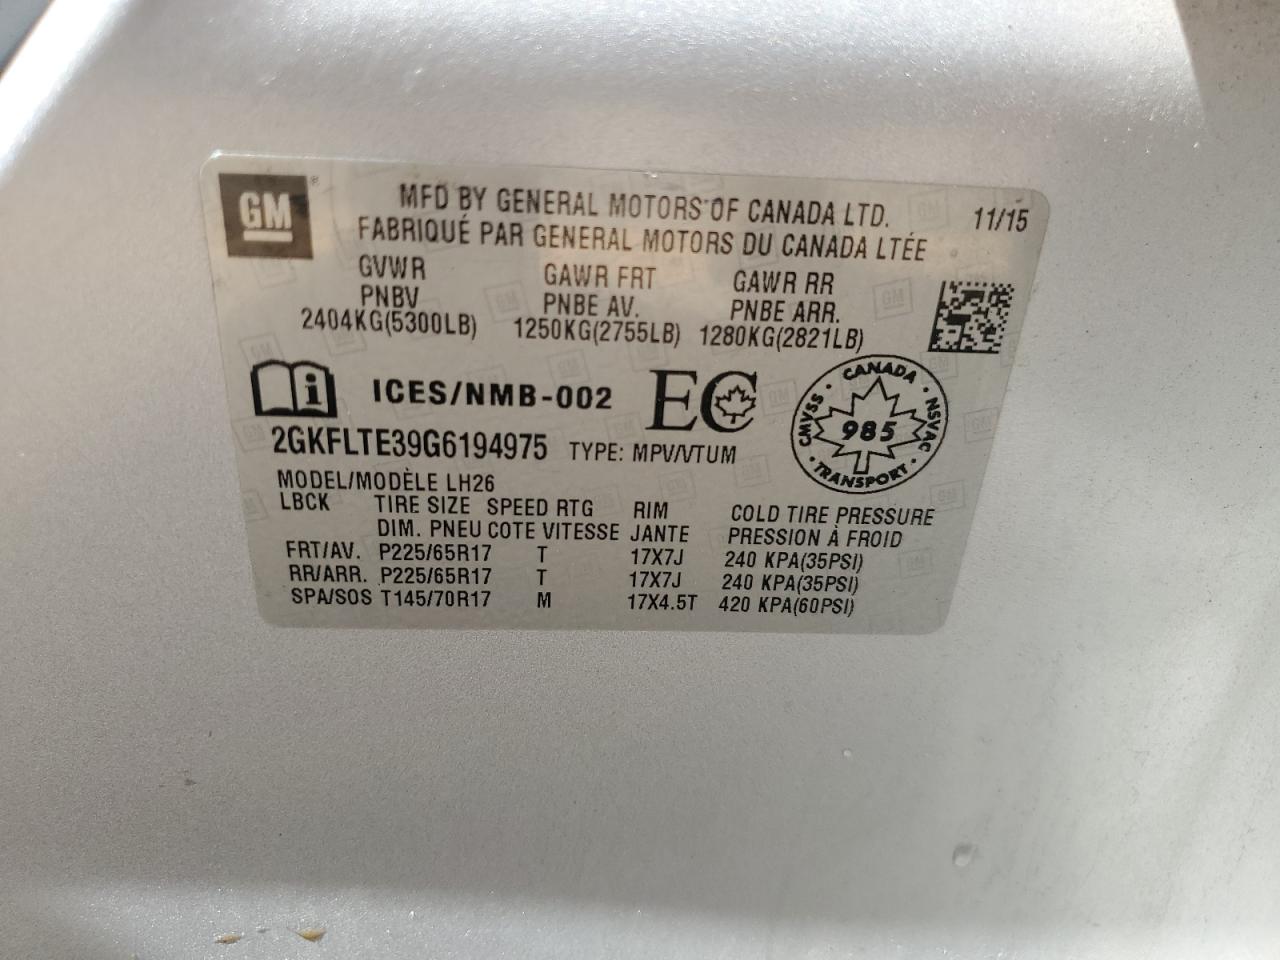 GM®
MFD BY GENERAL MOTORS OF CANADA LTD. 11/15
FABRIQUÉ PAR GENERAL MOTORS DU CANADA LTÉE
GVWR GAWR FRT GAWR RR
PNBV PNBE AV. PNBE ARR.
2404KG(5300LB) 1250KG(2755LB) 1280KG(2821LB)
i ICES/NMB-002 EC
CANADA
CMVSS · NSVAC
985
· TRANSPORT ·
2GKFLTE39G6194975 TYPE: MPV/VTUM
MODEL/MODÈLE LH26
LBCK TIRE SIZE SPEED RTG RIM COLD TIRE PRESSURE
DIM. PNEU COTE VITESSE JANTE PRESSION À FROID
FRT/AV. P225/65R17 T 17X7J 240 KPA(35PSI)
RR/ARR. P225/65R17 T 17X7J 240 KPA(35PSI)
SPA/SOS T145/70R17 M 17X4.5T 420 KPA(60PSI)